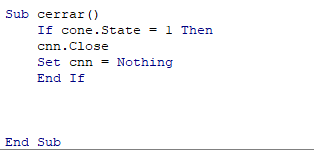 Sub cerrar()
If cone.State = 1 Then
cnn.Close
Set cnn = Nothing
End If
End Sub